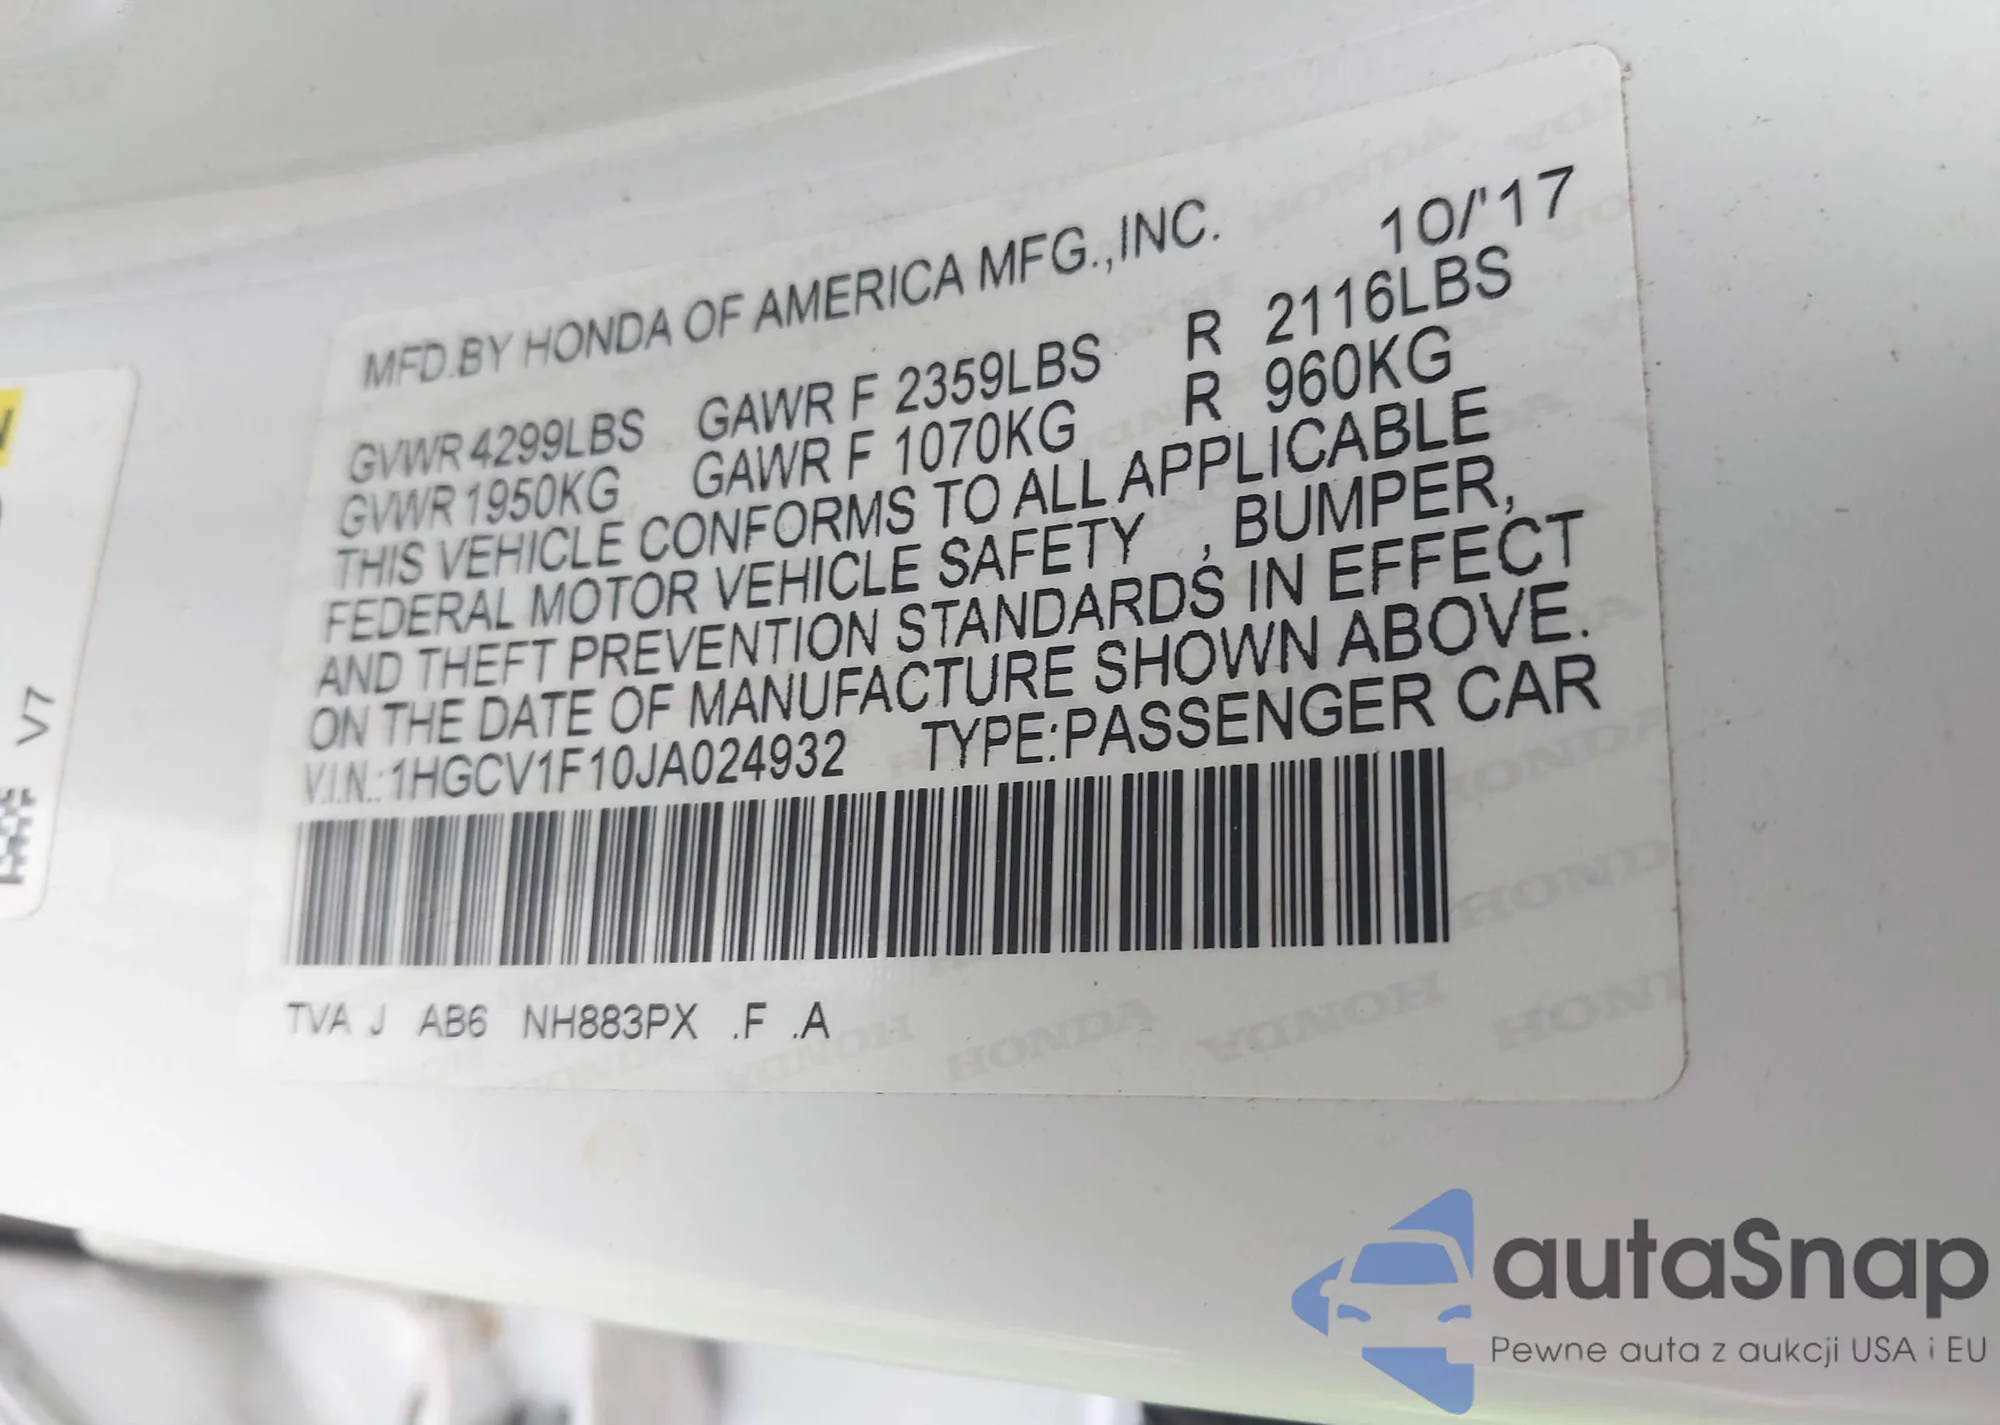 MFD.BY HONDA OF AMERICA MFG.,INC. 10/'17
GVWR 4299LBS GAWR F 2359LBS R 2116LBS
GVWR 1950KG GAWR F 1070KG R 960KG
THIS VEHICLE CONFORMS TO ALL APPLICABLE
FEDERAL MOTOR VEHICLE SAFETY , BUMPER,
AND THEFT PREVENTION STANDARDS IN EFFECT
ON THE DATE OF MANUFACTURE SHOWN ABOVE.
V.I.N.:1HGCV1F10JA024932 TYPE:PASSENGER CAR
TVA J AB6 NH883PX .F .A
V7
autaSnap
Pewne auta z aukcji USA i EU